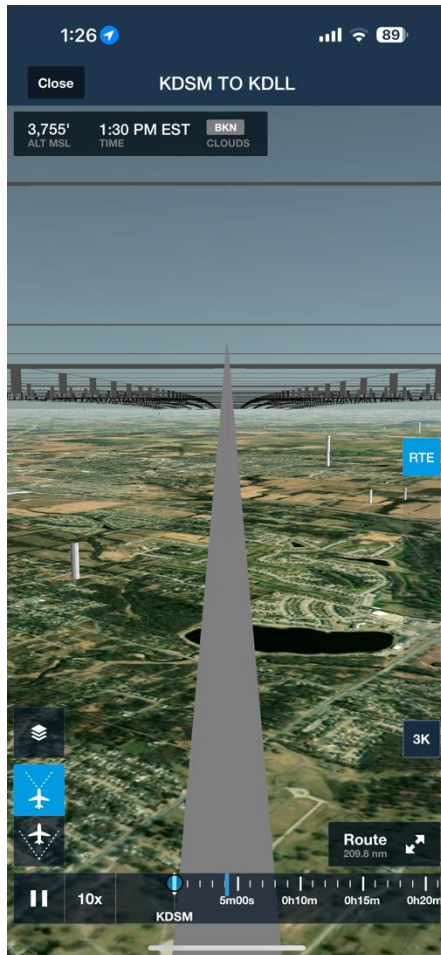 1:26
89
Close
KDSM TO KDLL
3,755' 1:30 PM EST BKN
ALT MSL TIME CLOUDS
RTE
3K
Route
209.8 nm
10x
5m00s 0h10m 0h15m 0h20m
KDSM